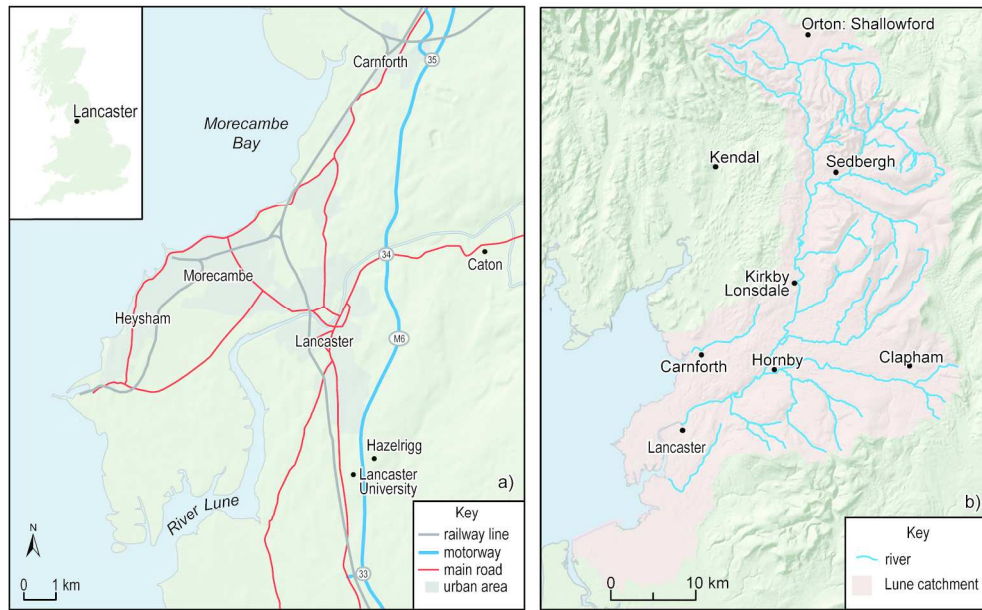 Lancaster
Carnforth
35
Morecambe
Bay
34
Caton
Morecambe
Heysham
Lancaster
M6
Hazelrigg
Lancaster
University
River Lune
33
a)
N
0 1 km
Key
railway line
motorway
main road
urban area
Orton: Shallowford
Kendal
Sedbergh
Kirkby
Lonsdale
Carnforth
Hornby
Clapham
Lancaster
b)
0 10 km
Key
river
Lune catchment